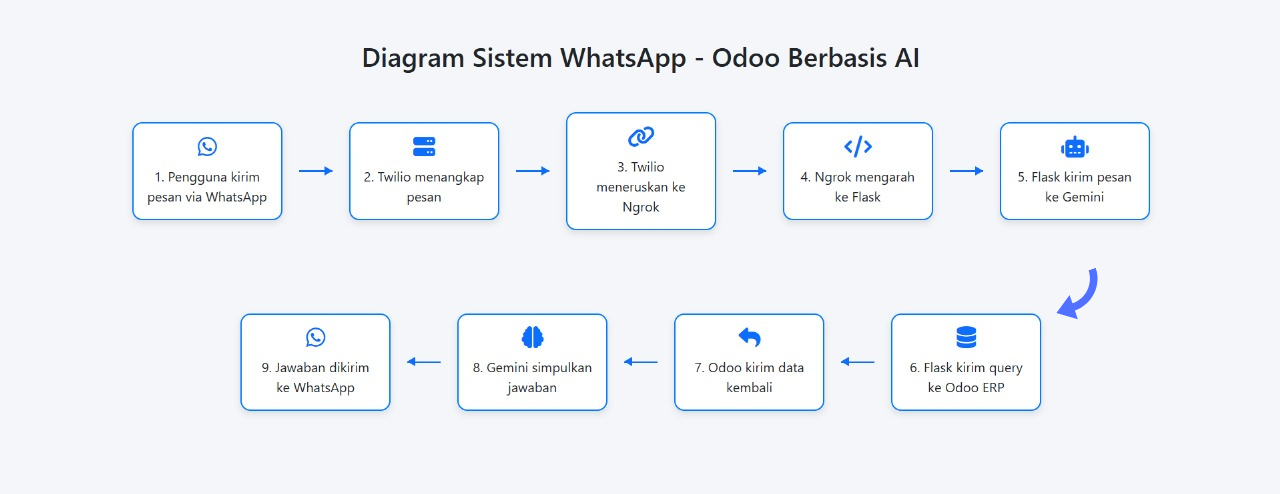 Diagram Sistem WhatsApp - Odoo Berbasis AI
1. Pengguna kirim
pesan via WhatsApp
2. Twilio menangkap
pesan
3. Twilio
meneruskan ke
Ngrok
4. Ngrok mengarah
ke Flask
5. Flask kirim pesan
ke Gemini
6. Flask kirim query
ke Odoo ERP
7. Odoo kirim data
kembali
8. Gemini simpulkan
jawaban
9. Jawaban dikirim
ke WhatsApp